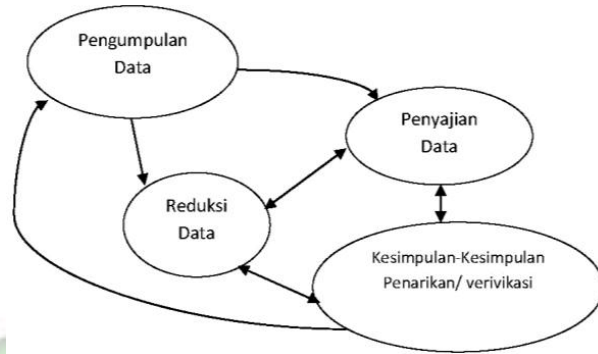 Pengumpulan
Data
Penyajian
Data
Reduksi
Data
Kesimpulan-Kesimpulan
Penarikan/ verivikasi